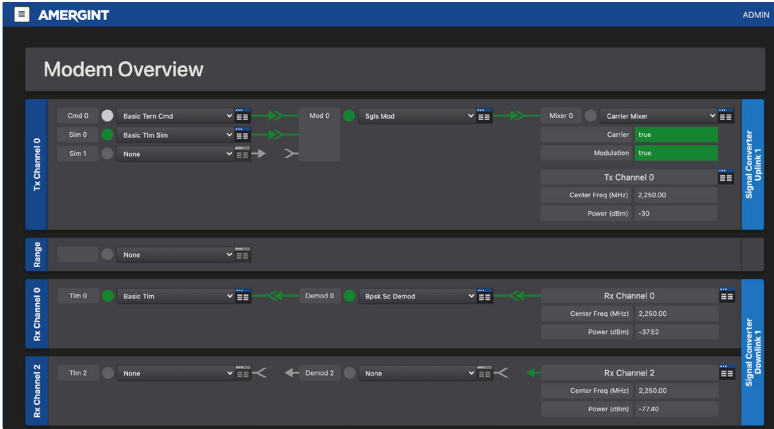 AMERGINT
ADMIN
Modem Overview
Tx Channel 0
Cmd 0 Basic Tern Cmd Mod 0 Sgls Mod Mixer 0 Carrier Mixer
Sim 0 Basic Tlm Sim Carrier true
Sim 1 None Modulation true
Tx Channel 0
Center Freq (MHz) 2,250.00
Power (dBm) -30
Signal Converter
Uplink 1
Range
None
Rx Channel 0
Tlm 0 Basic Tlm Demod 0 Bpsk Sc Demod Rx Channel 0
Center Freq (MHz) 2,250.00
Power (dBm) -37.52
Rx Channel 2
Tlm 2 None Demod 2 None Rx Channel 2
Center Freq (MHz) 2,250.00
Power (dBm) -77.40
Signal Converter
Downlink 1